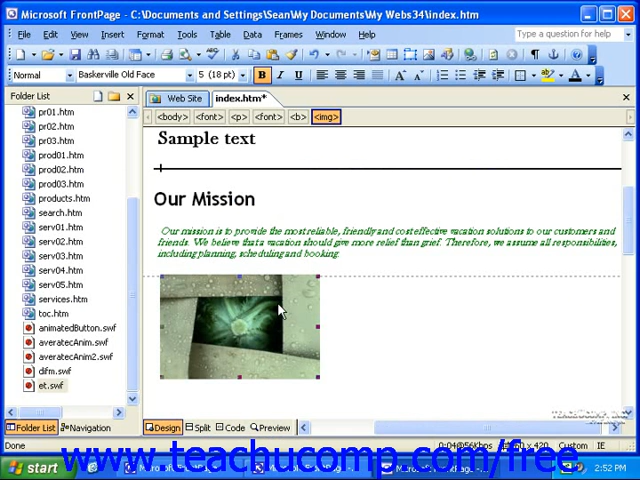 Microsoft FrontPage - C:\Documents and Settings\Sean\My Documents\My Webs34\index.htm
File Edit View Insert Format Tools Table Data Frames Window Help
Type a question for help
Normal Baskerville Old Face 5 (18 pt) B I U
Folder List
Web Site index.htm*
<body> <font> <p> <font> <b> <img>
pr01.htm
pr02.htm
pr03.htm
prod01.htm
prod02.htm
prod03.htm
products.htm
search.htm
serv01.htm
serv02.htm
serv03.htm
serv04.htm
serv05.htm
services.htm
toc.htm
animatedButton.swf
averatecAnim.swf
averatecAnim2.swf
difm.swf
et.swf
Sample text
Our Mission
Our mission is to provide the most reliable, friendly and cost effective vacation solutions to our customers and
friends. We believe that a vacation should give more relief than grief. Therefore, we assume all responsibilities,
including planning, scheduling and booking.
Folder List Navigation
Design Split Code Preview
Done
0:04@56Kbps
Custom IE
www.teachucomp.com/free
start
2:52 PM